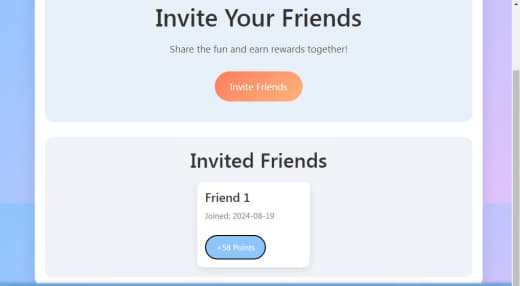 Invite Your Friends
Share the fun and earn rewards together!
Invite Friends
Invited Friends
Friend 1
Joined: 2024-08-19
+58 Points